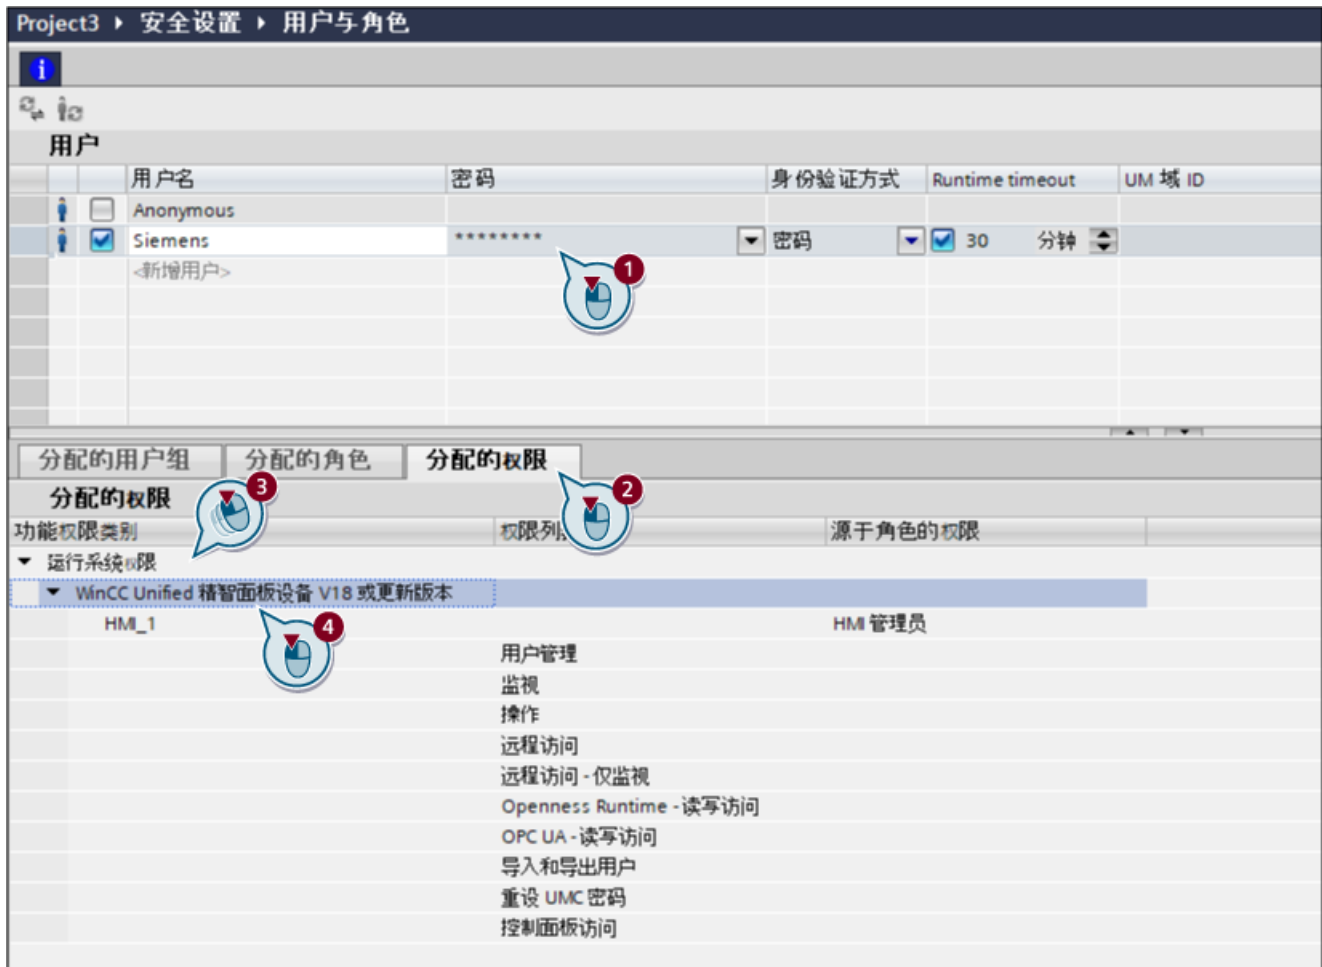 Project3 ▸ 安全设置 ▸ 用户与角色
用户
用户名 密码 身份验证方式 Runtime timeout UM 域 ID
Anonymous
Siemens ******** 密码 30 分钟
<新增用户>
1
分配的用户组 分配的角色 分配的权限
2
3
分配的权限
功能权限类别 权限列 源于角色的权限
运行系统权限
WinCC Unified 精智面板设备 V18 或更新版本
HMI_1 HMI 管理员
4
用户管理
监视
操作
远程访问
远程访问 - 仅监视
Openness Runtime - 读写访问
OPC UA - 读写访问
导入和导出用户
重设 UMC 密码
控制面板访问